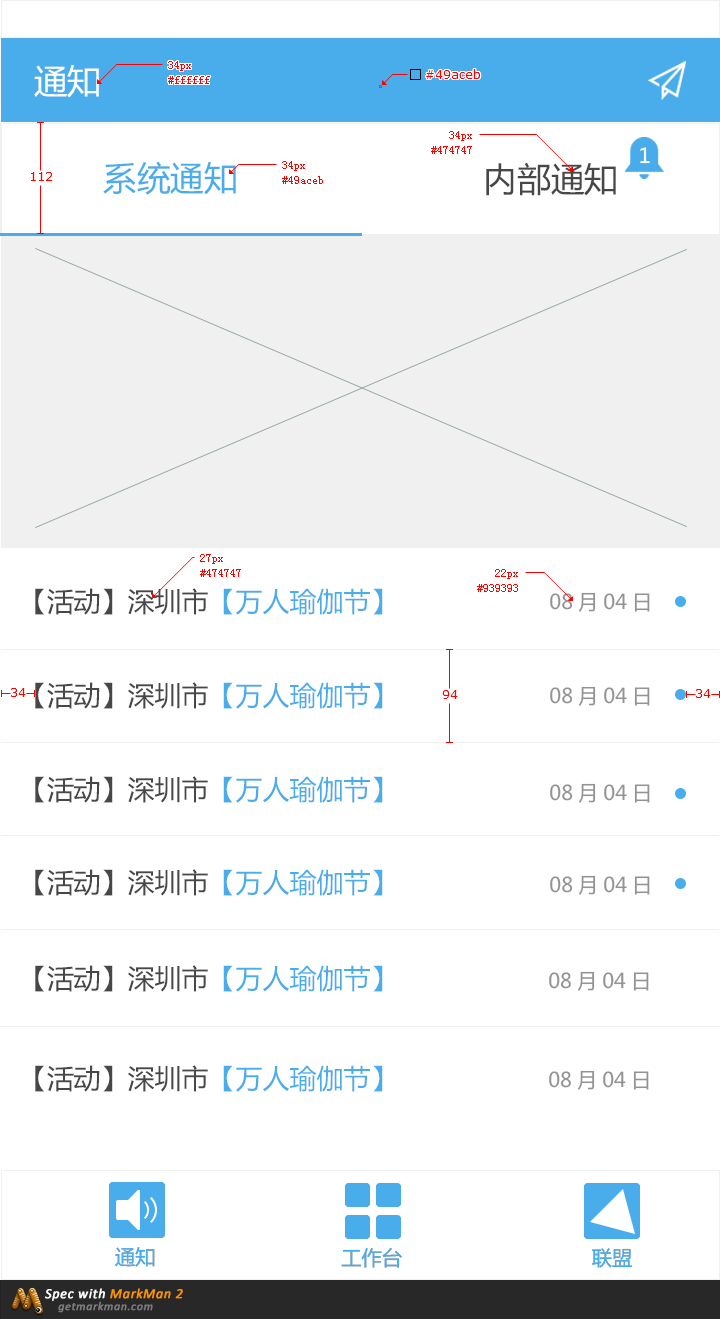 通知
34px
#ffffff
#49aceb
112
系统通知
34px
#49aceb
34px
#474747
内部通知
1
27px
#474747
22px
#939393
【活动】深圳市【万人瑜伽节】 08 月 04 日
34
【活动】深圳市【万人瑜伽节】 94 08 月 04 日 34
【活动】深圳市【万人瑜伽节】 08 月 04 日
【活动】深圳市【万人瑜伽节】 08 月 04 日
【活动】深圳市【万人瑜伽节】 08 月 04 日
【活动】深圳市【万人瑜伽节】 08 月 04 日
通知 工作台 联盟
Spec with MarkMan 2
getmarkman.com